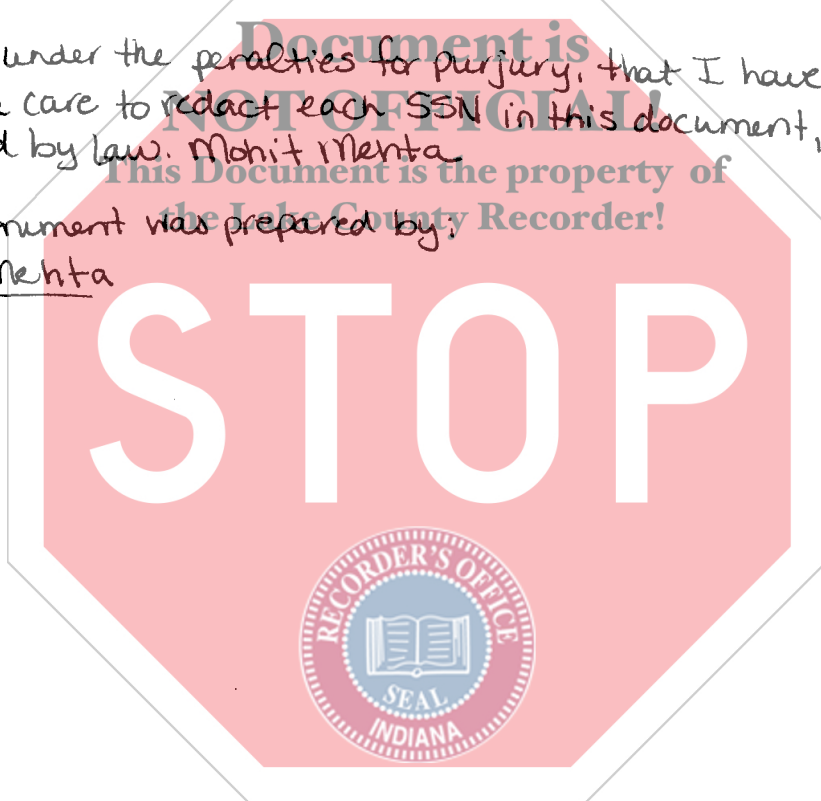 Document is
under the penalties for purjury, that I have
NOT OFFICIAL!
care to redact each SSN in this document,
by law. Mohit Mehta
This Document is the property of
the Lake County Recorder!
nument was prepared by:
Mehta
STOP
RECORDER'S OFFICE
SEAL
INDIANA